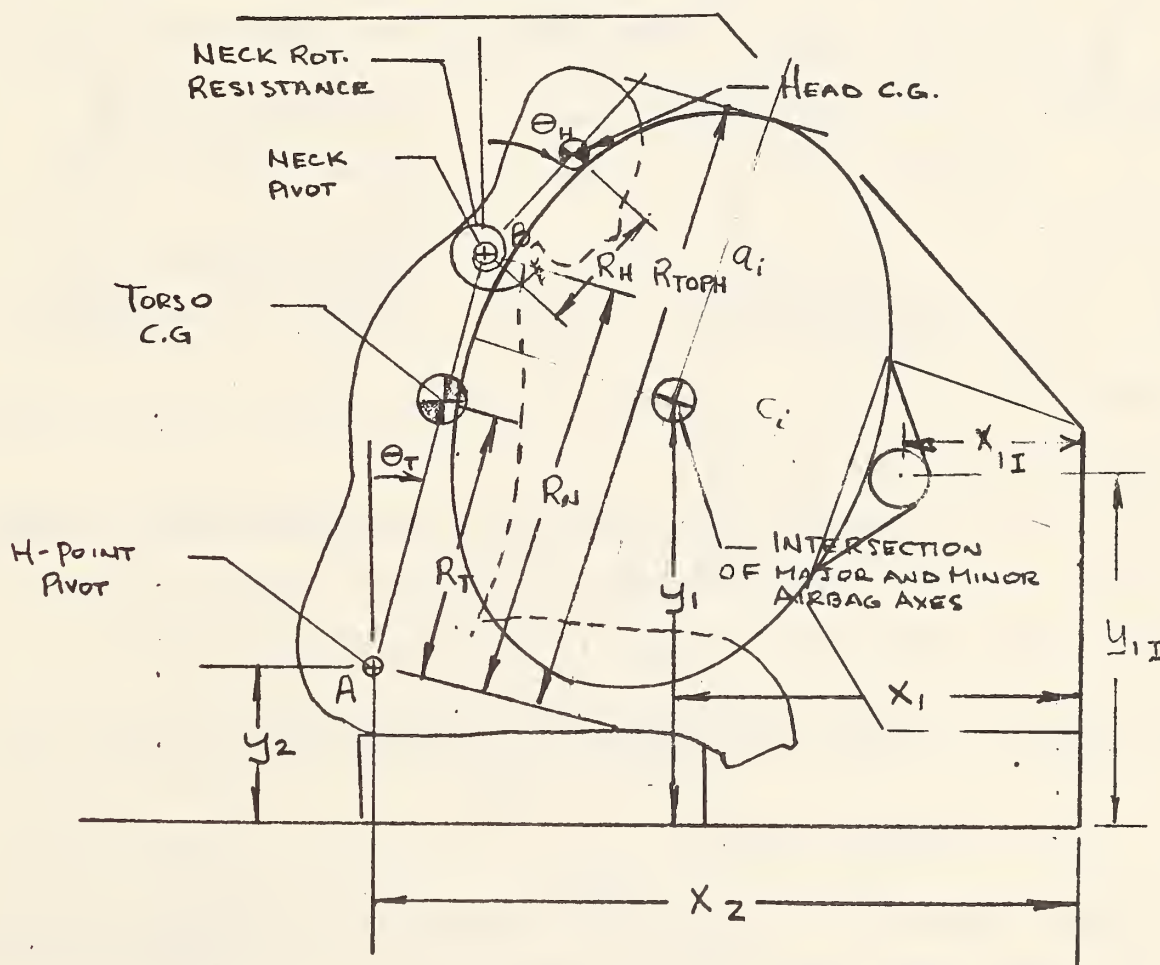 NECK ROT.
RESISTANCE
HEAD C.G.
θH
NECK
PIVOT
B
RH
RTOPH
ai
TORSO
C.G
ci
X1I
θT
RN
H-POINT
PIVOT
RT
INTERSECTION
OF MAJOR AND MINOR
AIRBAG AXES
y1
y1I
A
X1
y2
X2